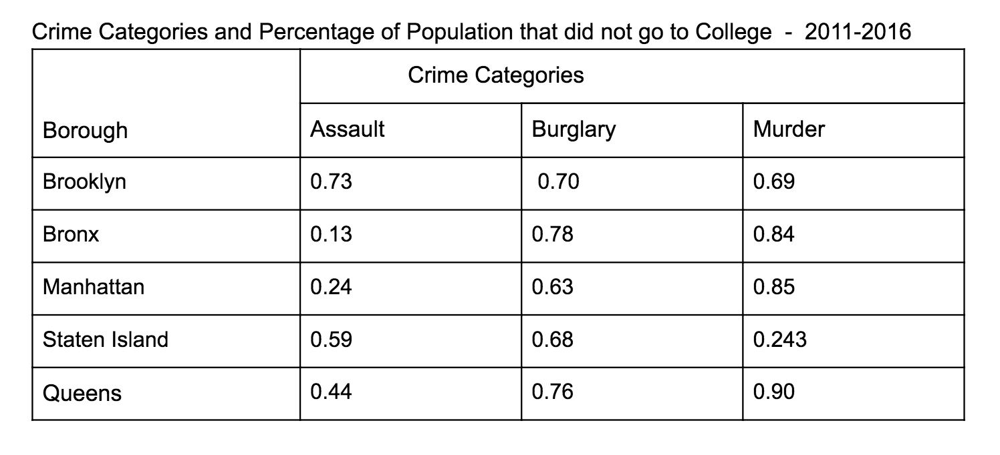 Crime Categories and Percentage of Population that did not go to College - 2011-2016
Crime Categories
Borough Assault Burglary Murder
Brooklyn 0.73 0.70 0.69
Bronx 0.13 0.78 0.84
Manhattan 0.24 0.63 0.85
Staten Island 0.59 0.68 0.243
Queens 0.44 0.76 0.90